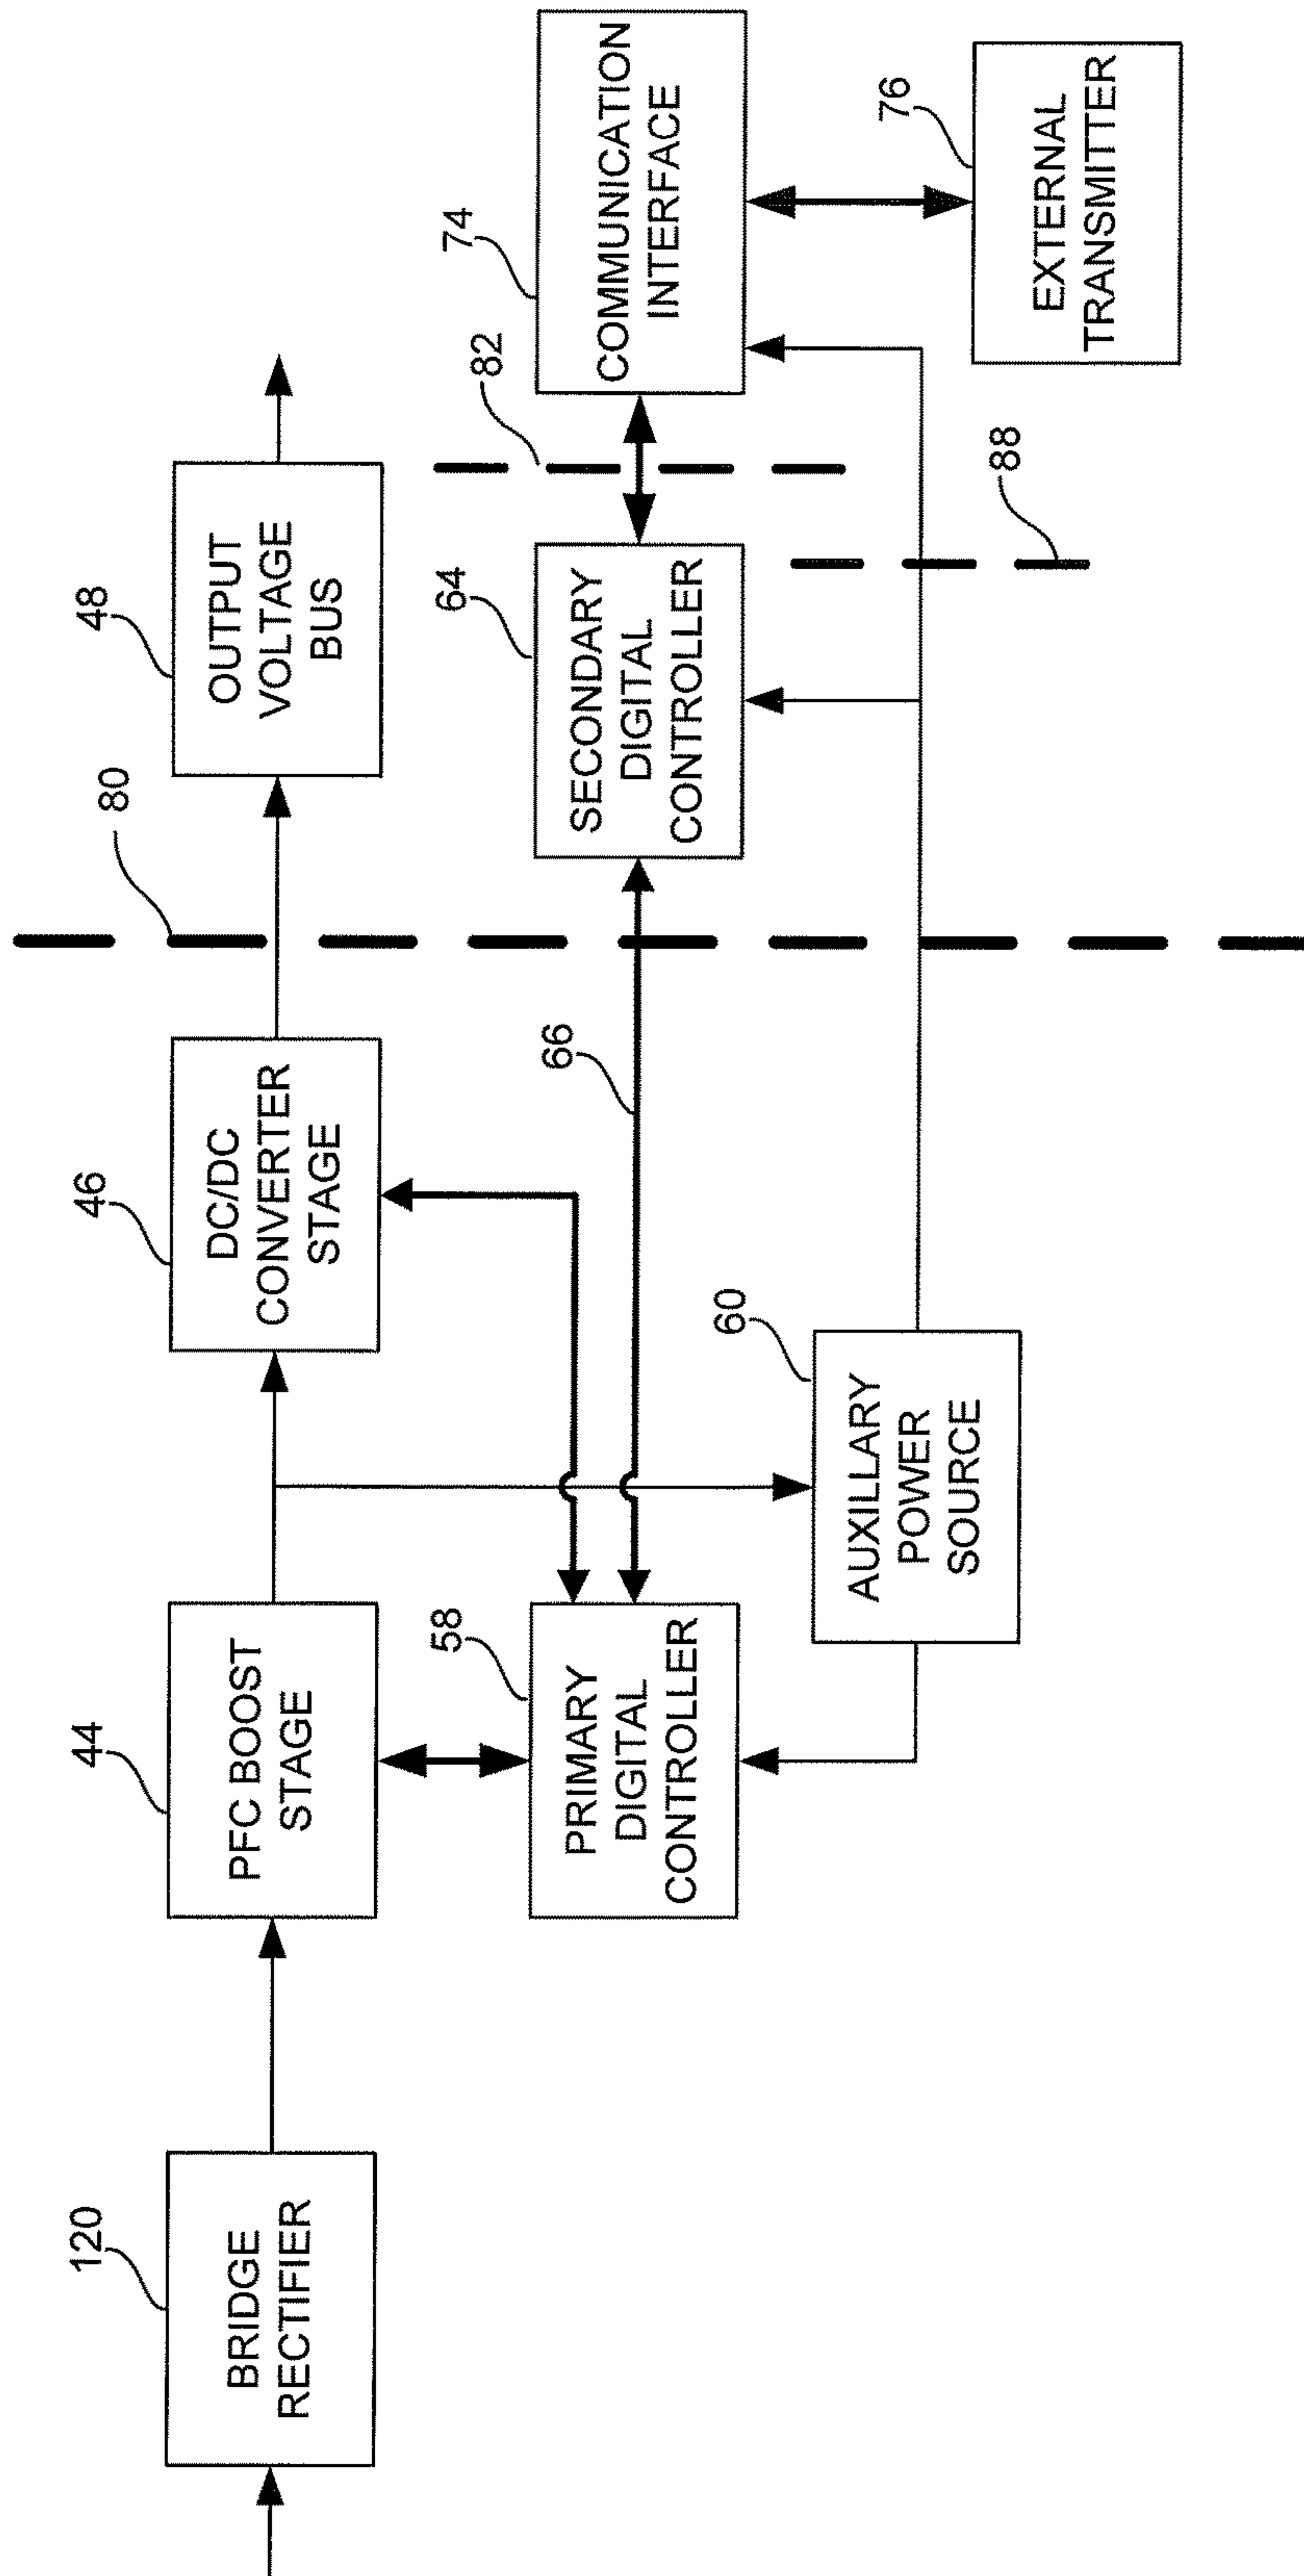 120
BRIDGE
RECTIFIER
44
PFC BOOST
STAGE
46
DC/DC
CONVERTER
STAGE
80
48
OUTPUT
VOLTAGE
BUS
58
PRIMARY
DIGITAL
CONTROLLER
66
64
SECONDARY
DIGITAL
CONTROLLER
82
74
COMMUNICATION
INTERFACE
60
AUXILLARY
POWER
SOURCE
88
76
EXTERNAL
TRANSMITTER